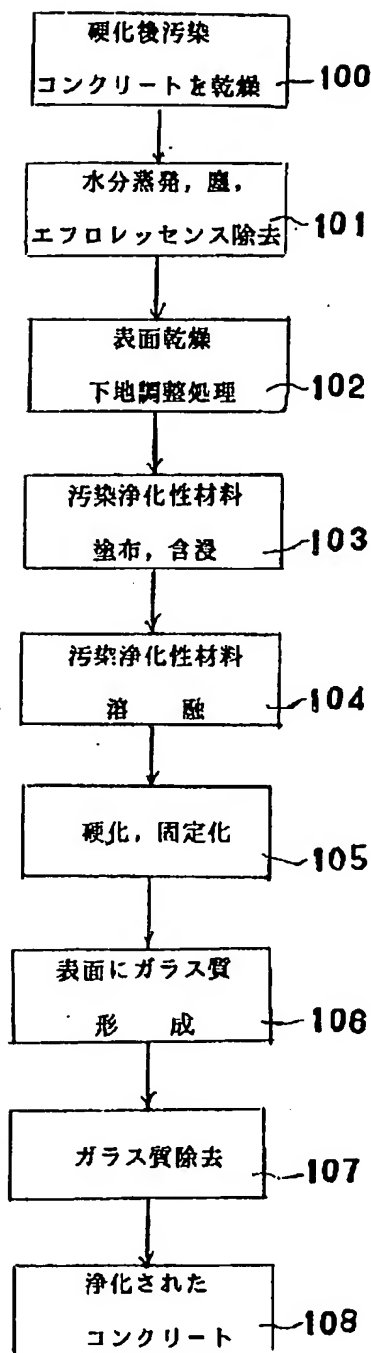 硬化後汚染
コンクリートを乾燥
100
水分蒸発，塵，
エフロレッセンス除去
101
表面乾燥
下地調整処理
102
汚染浄化性材料
塗布，含浸
103
汚染浄化性材料
溶　融
104
硬化，固定化
105
表面にガラス質
形　成
106
ガラス質除去
107
浄化された
コンクリート
108